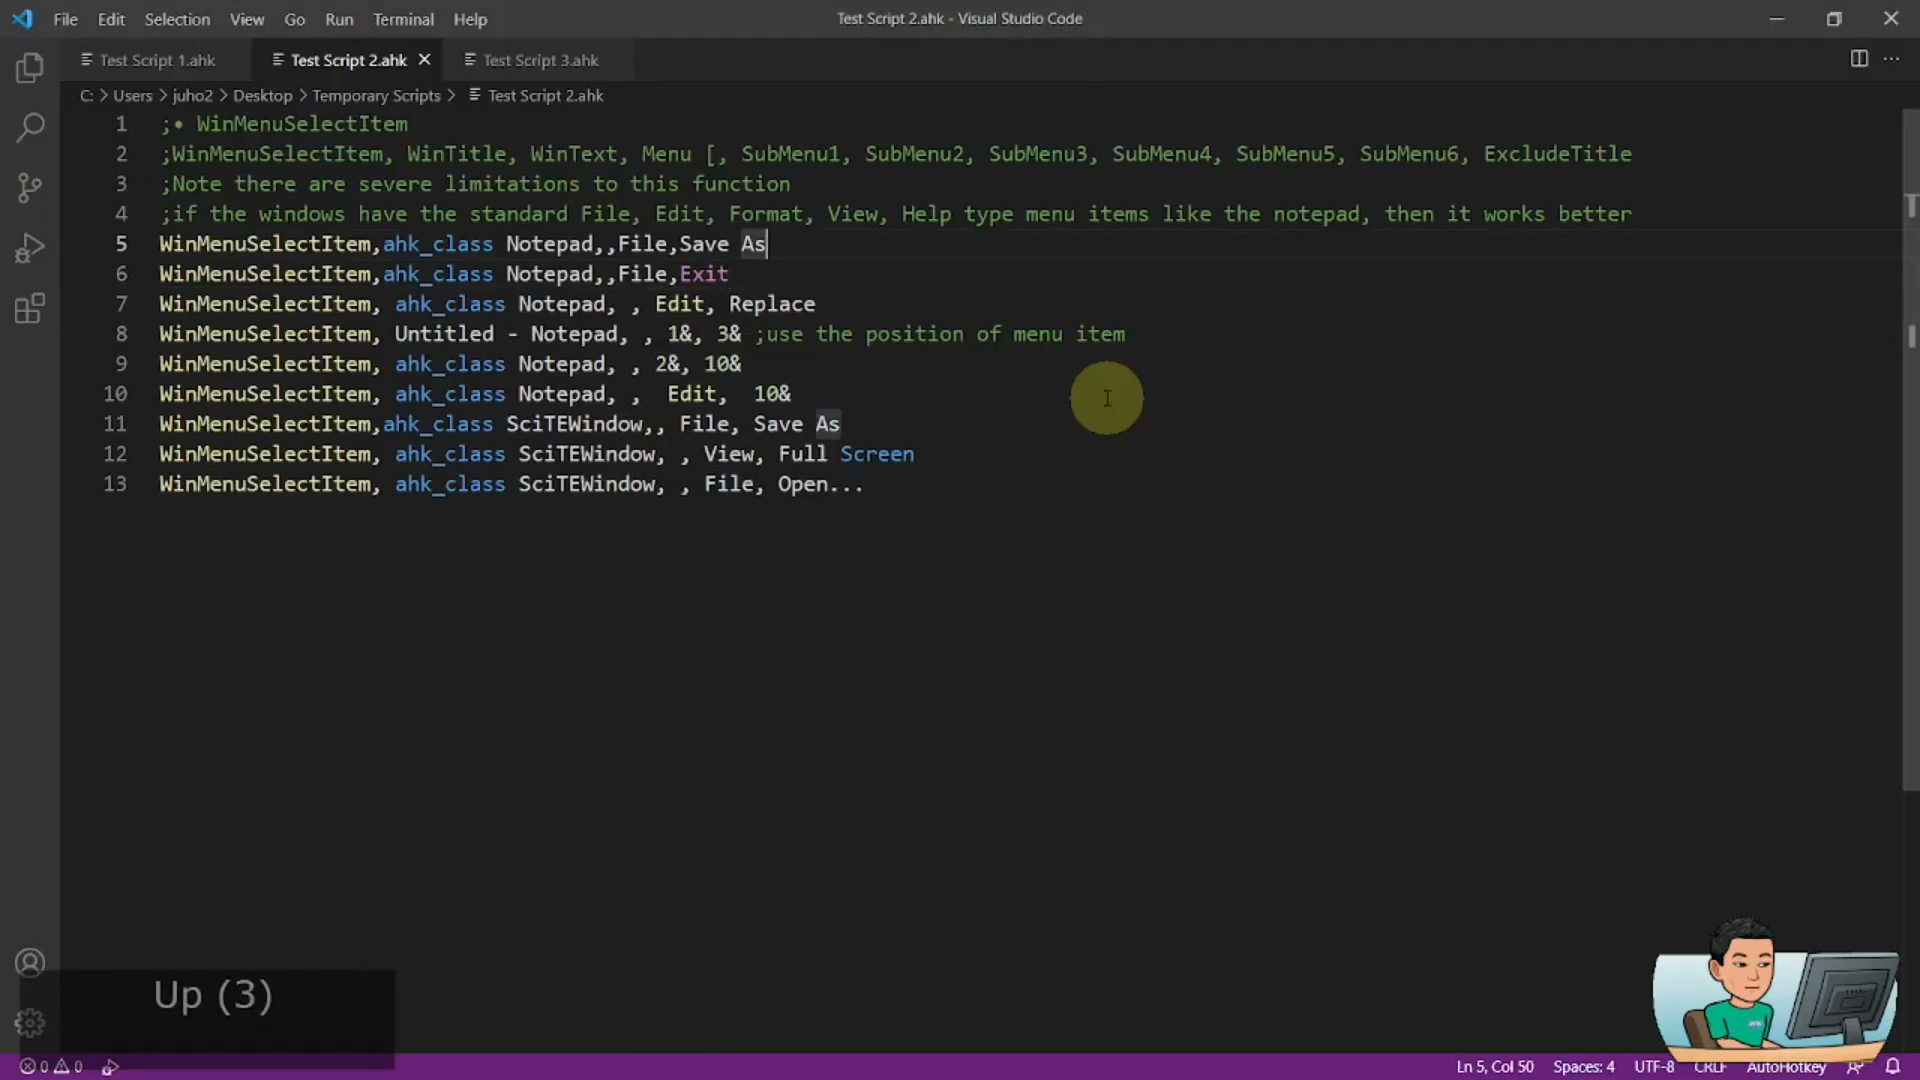 File Edit Selection View Go Run Terminal Help
Test Script 2.ahk - Visual Studio Code
Test Script 1.ahk Test Script 2.ahk Test Script 3.ahk
C: > Users > juho2 > Desktop > Temporary Scripts > Test Script 2.ahk
1 ;• WinMenuSelectItem
2 ;WinMenuSelectItem, WinTitle, WinText, Menu [, SubMenu1, SubMenu2, SubMenu3, SubMenu4, SubMenu5, SubMenu6, ExcludeTitle
3 ;Note there are severe limitations to this function
4 ;if the windows have the standard File, Edit, Format, View, Help type menu items like the notepad, then it works better
5 WinMenuSelectItem,ahk_class Notepad,,File,Save As
6 WinMenuSelectItem,ahk_class Notepad,,File,Exit
7 WinMenuSelectItem, ahk_class Notepad, , Edit, Replace
8 WinMenuSelectItem, Untitled - Notepad, , 1&, 3& ;use the position of menu item
9 WinMenuSelectItem, ahk_class Notepad, , 2&, 10&
10 WinMenuSelectItem, ahk_class Notepad, , Edit, 10&
11 WinMenuSelectItem,ahk_class SciTEWindow,, File, Save As
12 WinMenuSelectItem, ahk_class SciTEWindow, , View, Full Screen
13 WinMenuSelectItem, ahk_class SciTEWindow, , File, Open...
Up (3)
0 0
Ln 5, Col 50 Spaces: 4 UTF-8 CRLF AutoHotkey